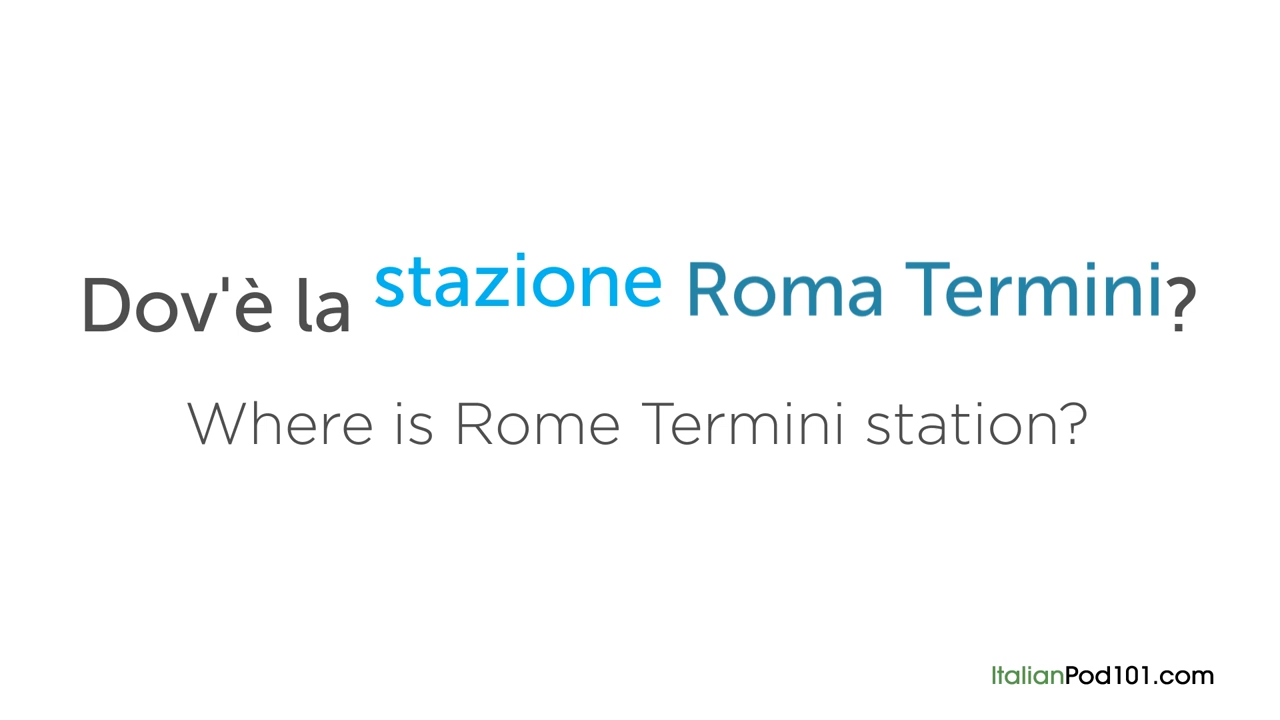 Dov'è la stazione Roma Termini?
Where is Rome Termini station?
ItalianPod101.com